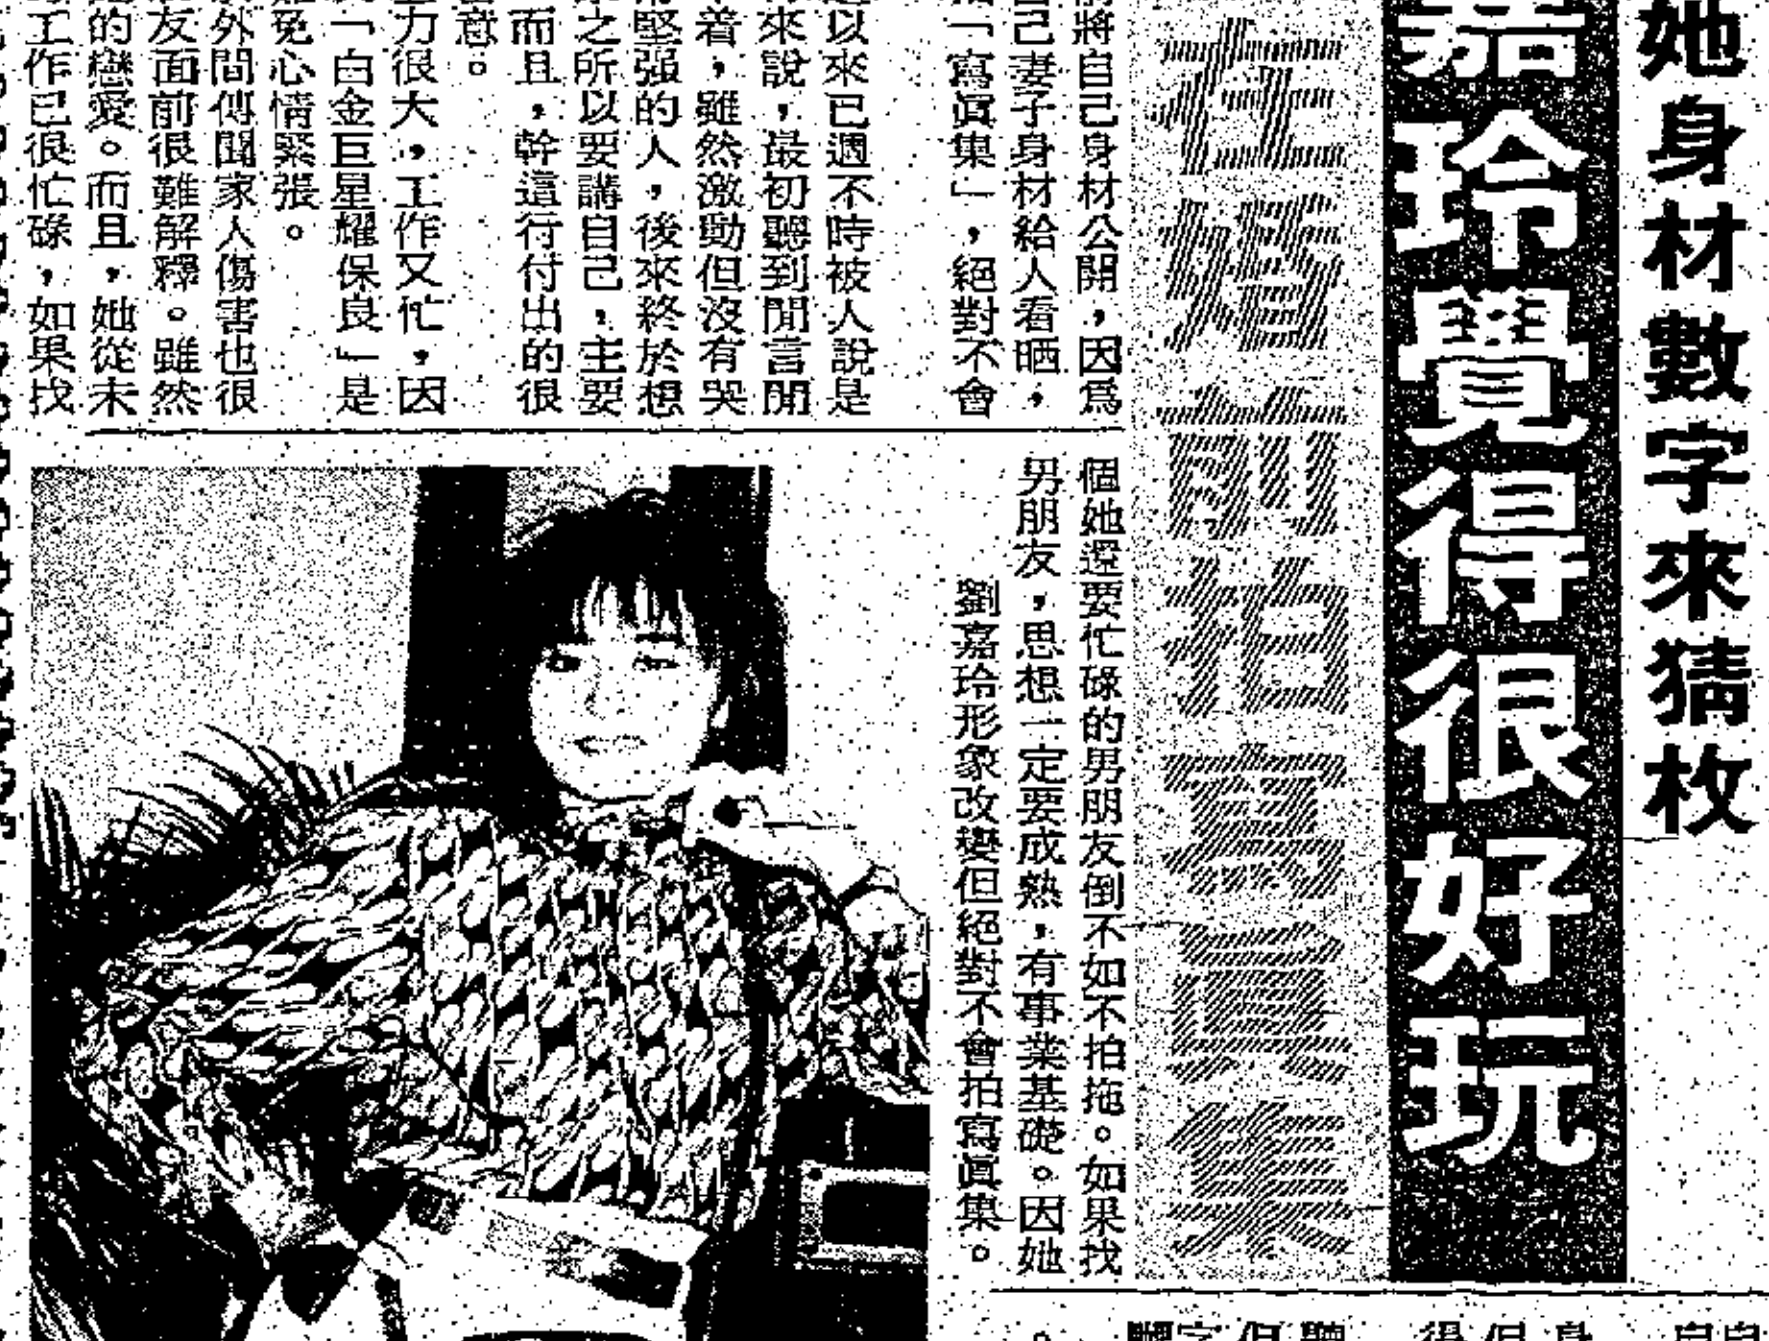 她身材數字來猜枚
嘉玲覺得很好玩
在婚前拍寫眞集
將自己身材公開，因爲
自己妻子身材給人看晒，
「寫眞集」，絕對不會
以來已週不時被人說是
來說，最初聽到閒言閒
着，雖然激動但沒有哭
堅强的人，後來終於想
之所以要講自己，主要
而且，幹這行付出的很
意。
力很大，工作又忙，因
「白金巨星耀保良」是
免心情緊張。
外間傳聞家人傷害也很
友面前很難解釋。雖然
的戀愛。而且，她從未
工作已很忙碌，如果找
個她還要忙碌的男朋友倒不如不拍拖。如果找
男朋友，思想一定要成熟，有事業基礎。因她
劉嘉玲形象改變但絕對不會拍寫眞集。